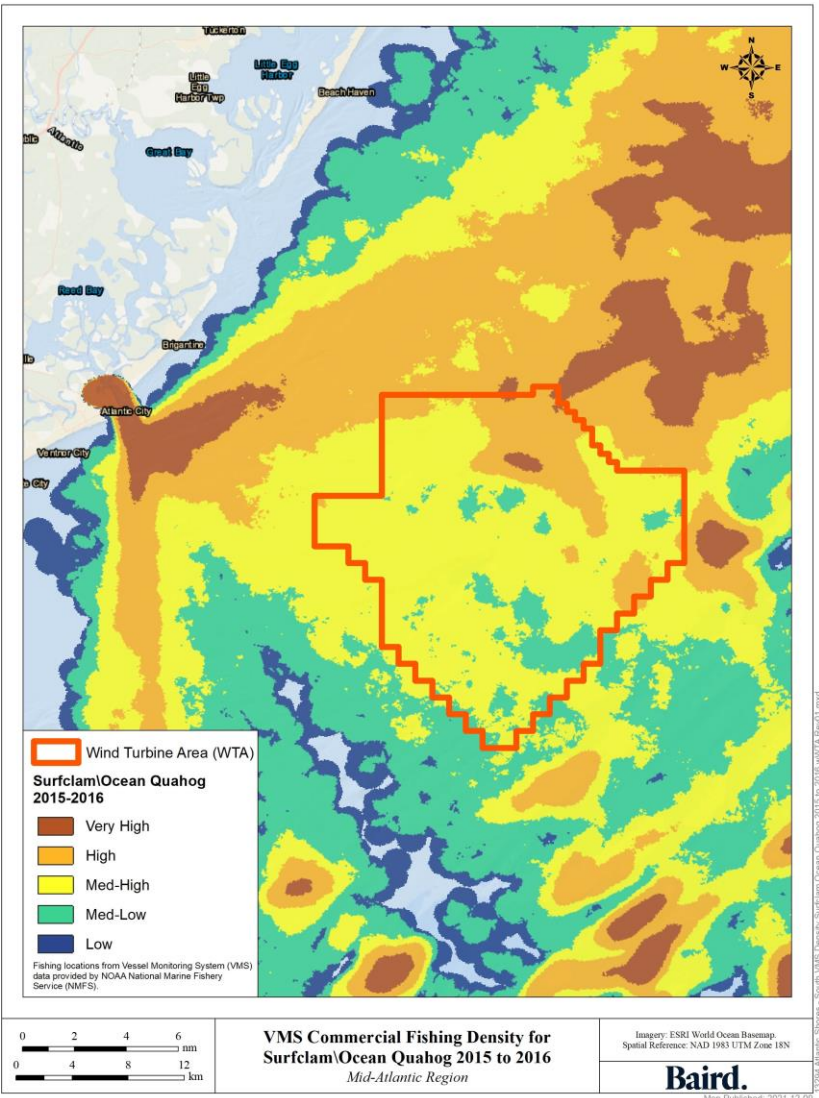 Tuckerton
Little Egg
Harbor
Little
Egg
Harbor Twp
Beach Haven
N
W E
S
Atlantic
Great Bay
Reed Bay
Brigantine
Atlantic City
Ventnor City
City
Wind Turbine Area (WTA)
Surfclam\Ocean Quahog
2015-2016
Very High
High
Med-High
Med-Low
Low
Fishing locations from Vessel Monitoring System (VMS)
data provided by NOAA National Marine Fishery
Service (NMFS).
0 2 4 6
nm
0 4 8 12
km
VMS Commercial Fishing Density for
Surfclam\Ocean Quahog 2015 to 2016
Mid-Atlantic Region
Imagery: ESRI World Ocean Basemap.
Spatial Reference: NAD 1983 UTM Zone 18N
Baird.